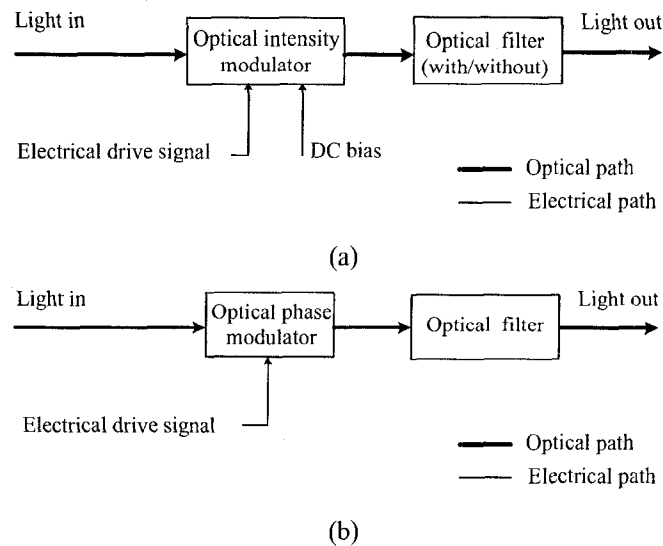 Light in
Optical intensity
modulator
Optical filter
(with/without)
Light out
Electrical drive signal
DC bias
Optical path
Electrical path
(a)
Light in
Optical phase
modulator
Optical filter
Light out
Electrical drive signal
Optical path
Electrical path
(b)